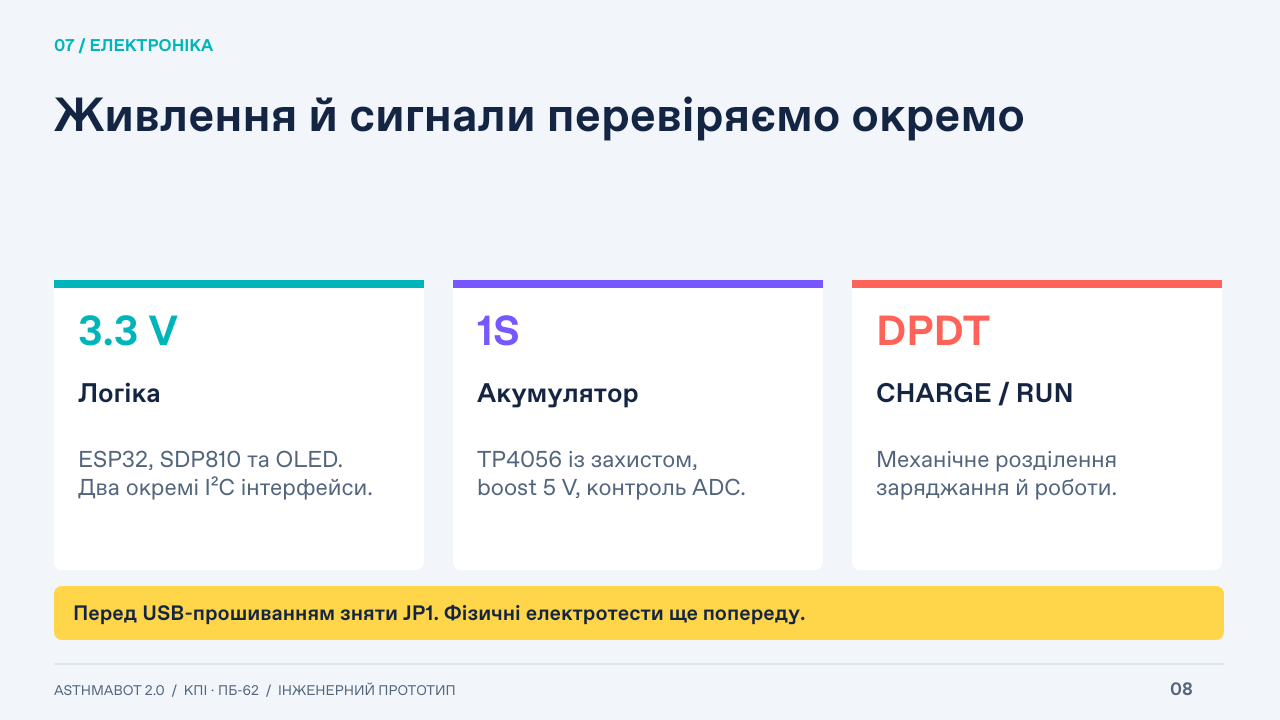 07 / ЕЛЕКТРОНІКА
Живлення й сигнали перевіряємо окремо
3.3 V
Логіка
ESP32, SDP810 та OLED.
Два окремі I²C інтерфейси.
1S
Акумулятор
TP4056 із захистом,
boost 5 V, контроль ADC.
DPDT
CHARGE / RUN
Механічне розділення
заряджання й роботи.
Перед USB-прошиванням зняти JP1. Фізичні електротести ще попереду.
ASTHMABOT 2.0 / КПІ · ПБ-62 / ІНЖЕНЕРНИЙ ПРОТОТИП
08